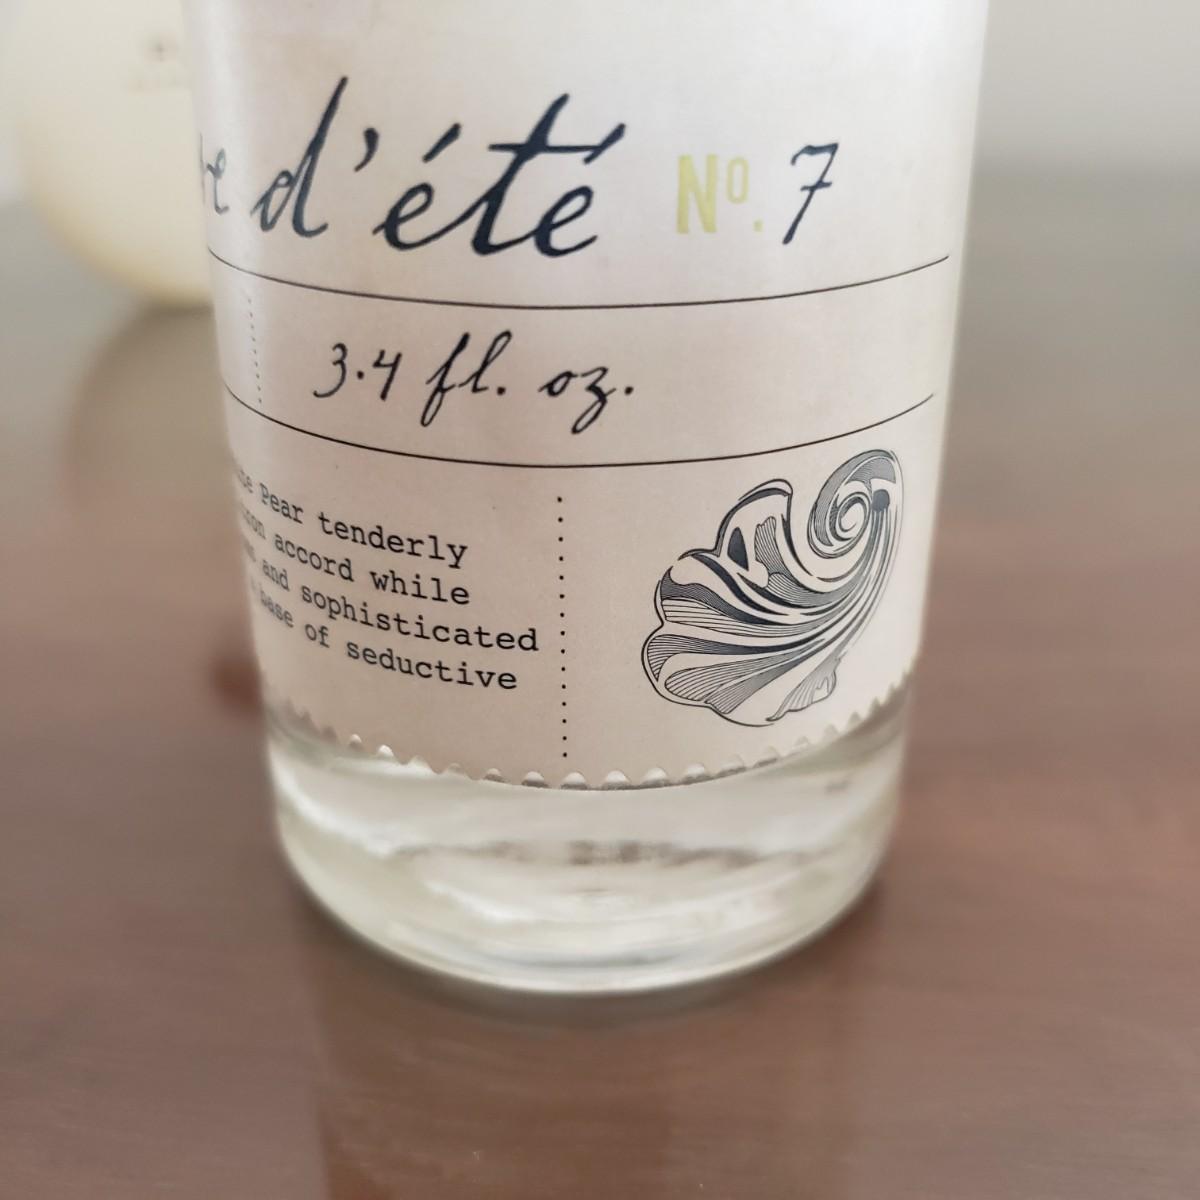 d'été Nº. 7
3.4 fl. oz.
Pear tenderly
accord while
and sophisticated
base of seductive